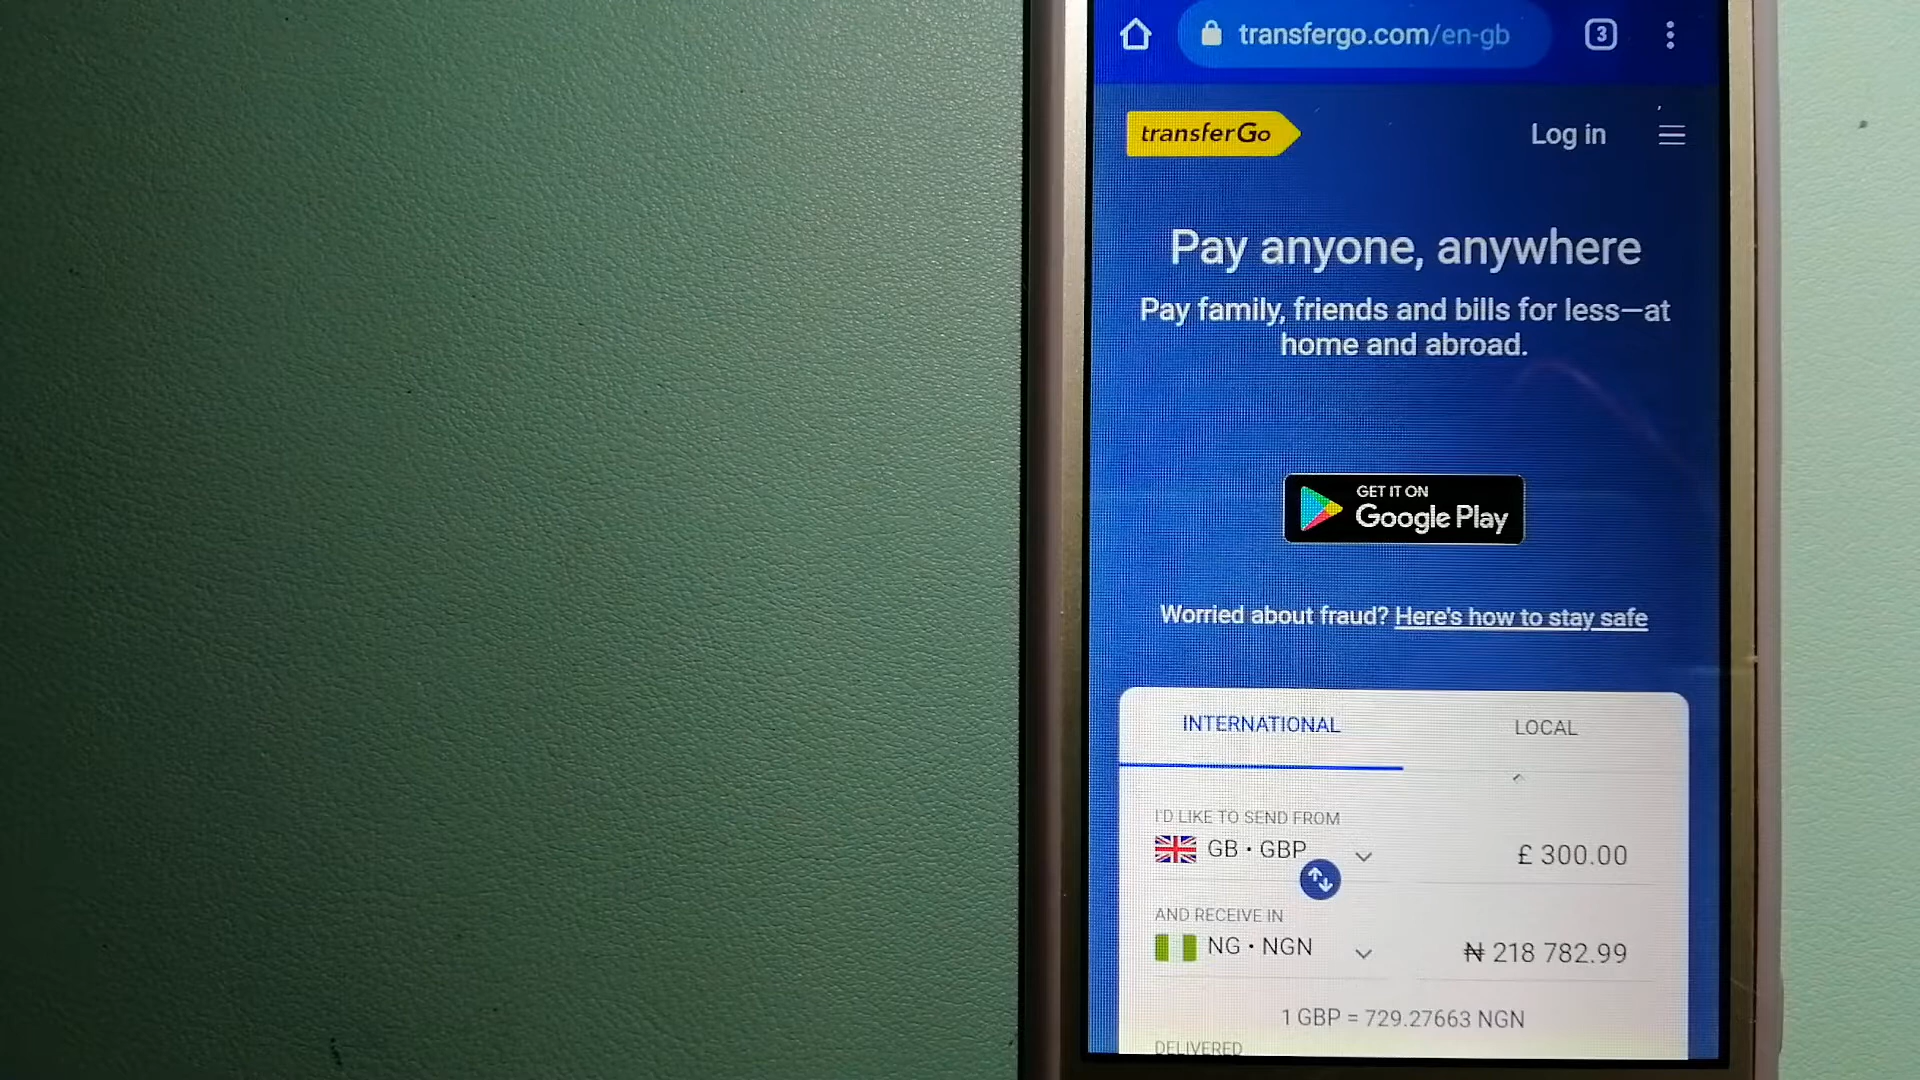 transfergo.com/en-gb
3
transferGo
Log in
Pay anyone, anywhere
Pay family, friends and bills for less—at
home and abroad.
GET IT ON
Google Play
Worried about fraud? Here's how to stay safe
INTERNATIONAL
LOCAL
I'D LIKE TO SEND FROM
GB • GBP
£ 300.00
AND RECEIVE IN
NG • NGN
₦ 218 782.99
1 GBP = 729.27663 NGN
DELIVERED